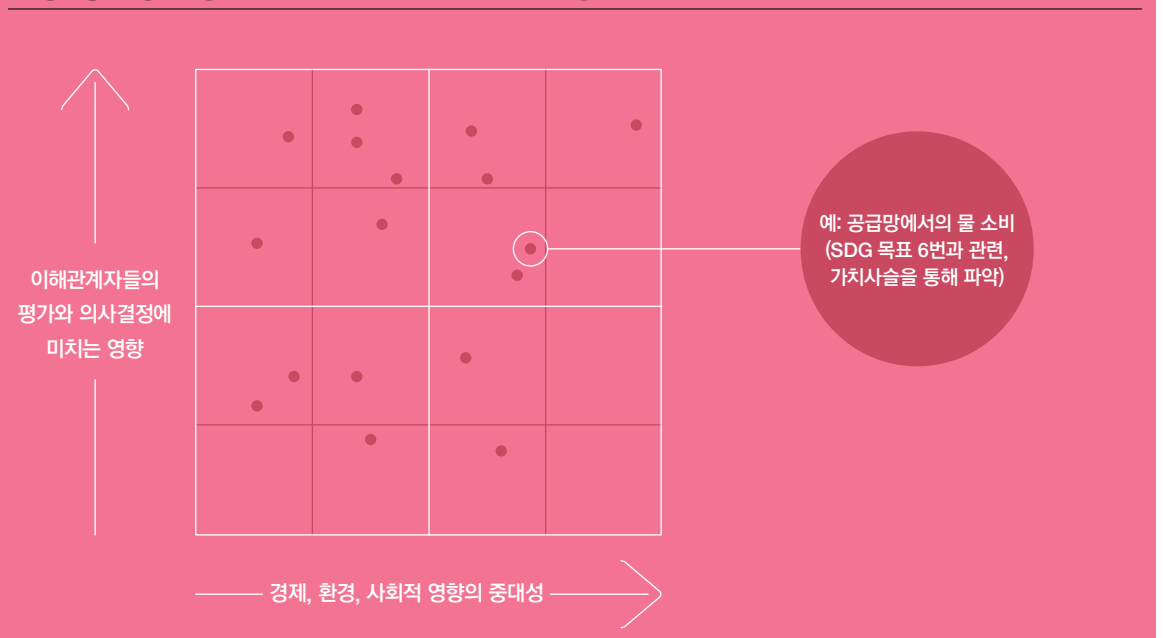 이해관계자들의
평가와 의사결정에
미치는 영향
예: 공급망에서의 물 소비
(SDG 목표 6번과 관련,
가치사슬을 통해 파악)
경제, 환경, 사회적 영향의 중대성